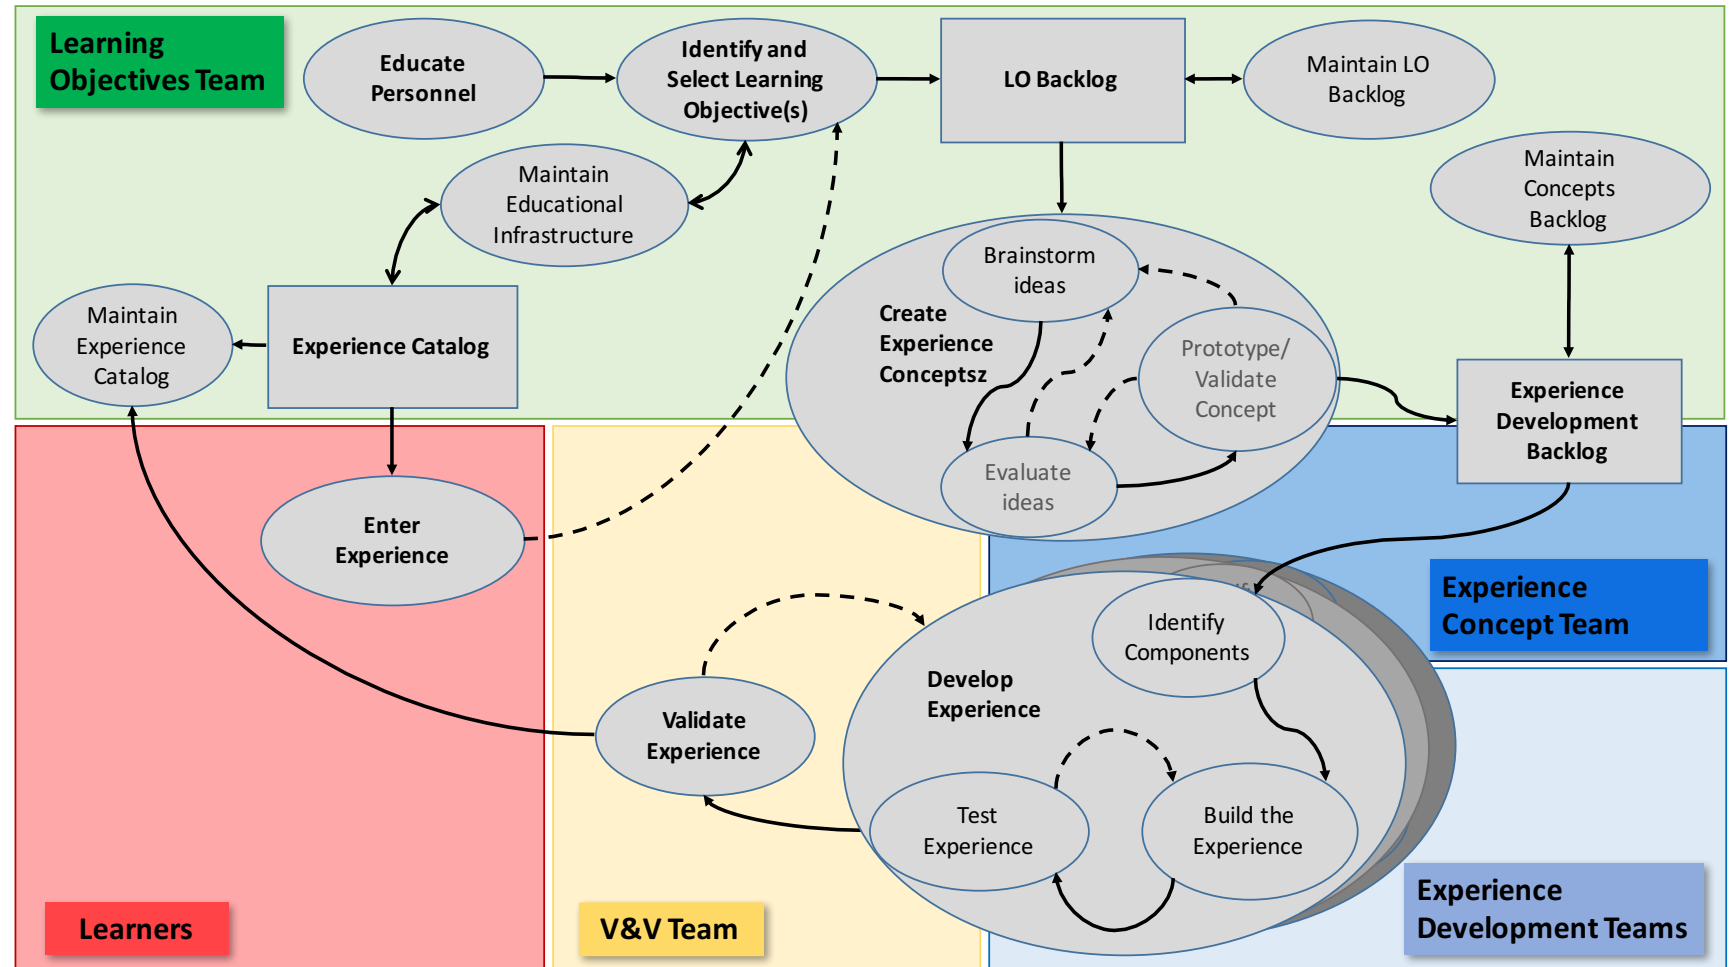 Learning
Objectives Team
Educate
Personnel
Identify and
Select Learning
Objective(s)
LO Backlog
Maintain LO
Backlog
Maintain
Educational
Infrastructure
Maintain
Concepts
Backlog
Maintain
Experience
Catalog
Experience Catalog
Create
Experience
Conceptsz
Brainstorm
ideas
Prototype/
Validate
Concept
Evaluate
ideas
Experience
Development
Backlog
Enter
Experience
Experience
Concept Team
Identify
Components
Develop
Experience
Validate
Experience
Test
Experience
Build the
Experience
Learners
V&V Team
Experience
Development Teams